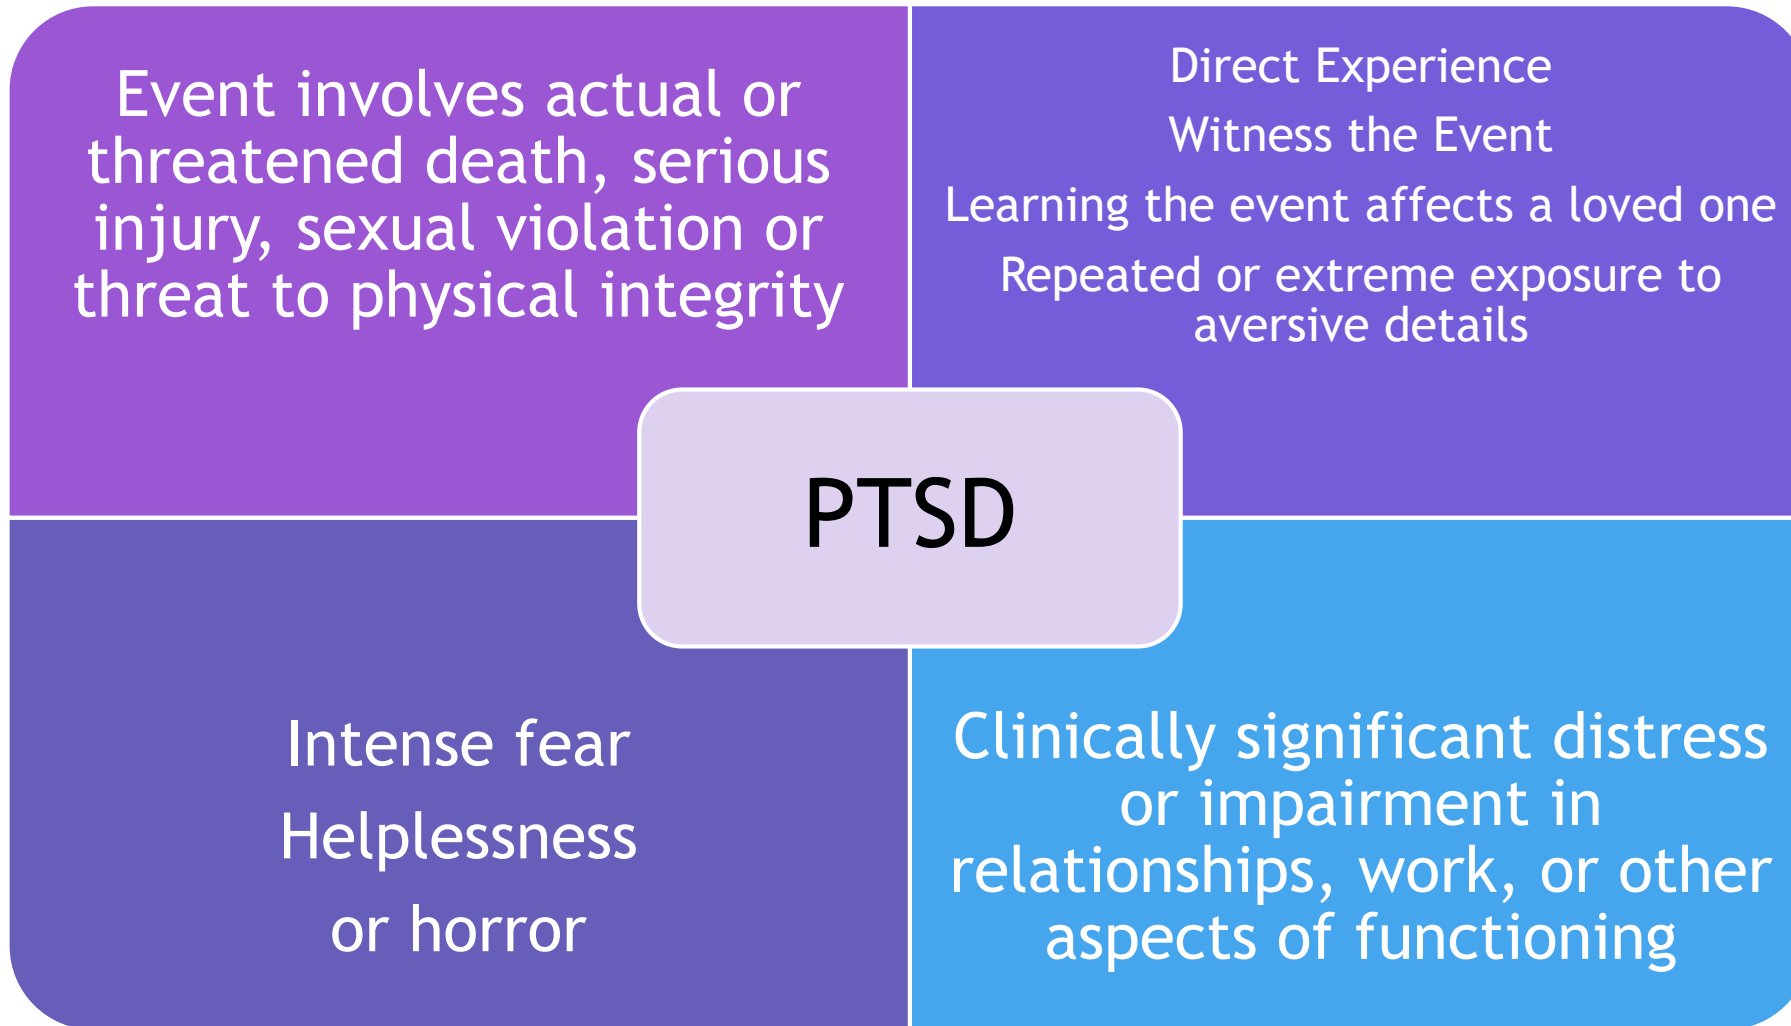 Event involves actual or
threatened death, serious
injury, sexual violation or
threat to physical integrity
Direct Experience
Witness the Event
Learning the event affects a loved one
Repeated or extreme exposure to
aversive details
PTSD
Intense fear
Helplessness
or horror
Clinically significant distress
or impairment in
relationships, work, or other
aspects of functioning